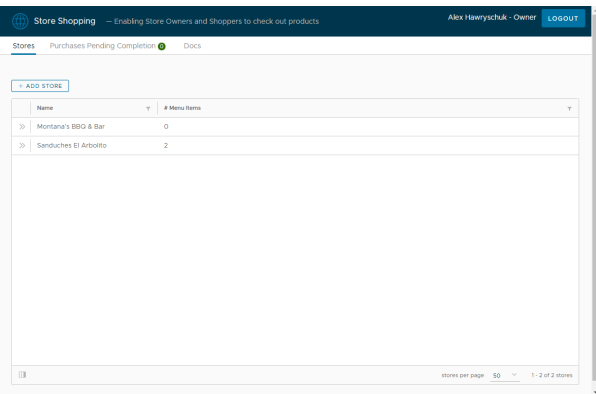 Store Shopping — Enabling Store Owners and Shoppers to check out products Alex Hawryschuk - Owner LOGOUT
Stores Purchases Pending Completion 0 Docs
+ ADD STORE
Name # Menu Items
Montana's BBQ & Bar 0
Sanduches El Arbolito 2
stores per page 50 1 - 2 of 2 stores